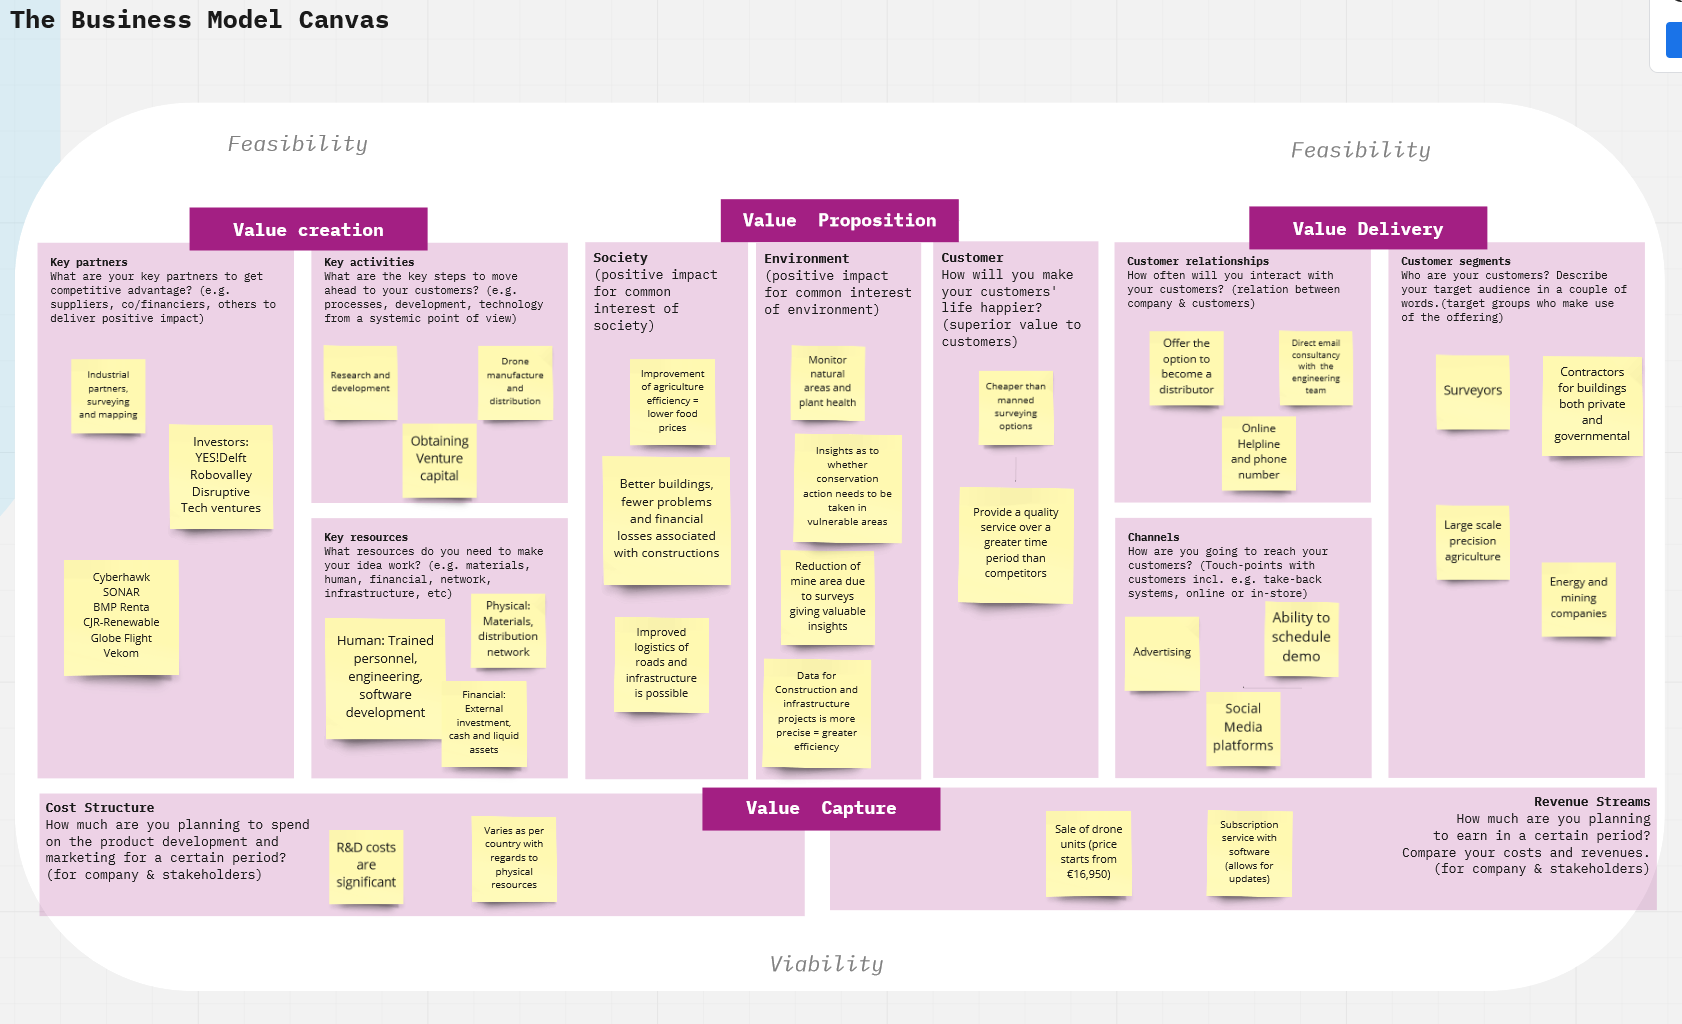 The Business Model Canvas
Feasibility
Feasibility
Value creation
Value Proposition
Value Delivery
Key partners
What are your key partners to get
competitive advantage? (e.g.
suppliers, co/financiers, others to
deliver positive impact)
Industrial
partners,
surveying
and mapping
Investors:
YES!Delft
Robovalley
Disruptive
Tech ventures
Cyberhawk
SONAR
BMP Renta
CJR-Renewable
Globe Flight
Vekom
Key activities
What are the key steps to move
ahead to your customers? (e.g.
processes, development, technology
from a systemic point of view)
Research and
development
Drone
manufacture
and
distribution
Obtaining
Venture
capital
Key resources
What resources do you need to make
your idea work? (e.g. materials,
human, financial, network,
infrastructure, etc)
Physical:
Materials,
distribution
network
Human: Trained
personnel,
engineering,
software
development
Financial:
External
investment,
cash and liquid
assets
Society
(positive impact
for common
interest of
society)
Improvement
of agriculture
efficiency =
lower food
prices
Better buildings,
fewer problems
and financial
losses associated
with constructions
Improved
logistics of
roads and
infrastructure
is possible
Environment
(positive impact
for common interest
of environment)
Monitor
natural
areas and
plant health
Insights as to
whether
conservation
action needs to be
taken in
vulnerable areas
Reduction of
mine area due
to surveys
giving valuable
insights
Data for
Construction and
infrastructure
projects is more
precise = greater
efficiency
Customer
How will you make
your customers'
life happier?
(superior value to
customers)
Cheaper than
manned
surveying
options
Provide a quality
service over a
greater time
period than
competitors
Customer relationships
How often will you interact with
your customers? (relation between
company & customers)
Offer the
option to
become a
distributor
Direct email
consultancy
with the
engineering
team
Online
Helpline
and phone
number
Channels
How are you going to reach your
customers? (Touch-points with
customers incl. e.g. take-back
systems, online or in-store)
Advertising
Ability to
schedule
demo
Social
Media
platforms
Customer segments
Who are your customers? Describe
your target audience in a couple of
words.(target groups who make use
of the offering)
Surveyors
Contractors
for buildings
both private
and
governmental
Large scale
precision
agriculture
Energy and
mining
companies
Value Capture
Cost Structure
How much are you planning to spend
on the product development and
marketing for a certain period?
(for company & stakeholders)
R&D costs
are
significant
Varies as per
country with
regards to
physical
resources
Sale of drone
units (price
starts from
€16,950)
Subscription
service with
software
(allows for
updates)
Revenue Streams
How much are you planning
to earn in a certain period?
Compare your costs and revenues.
(for company & stakeholders)
Viability